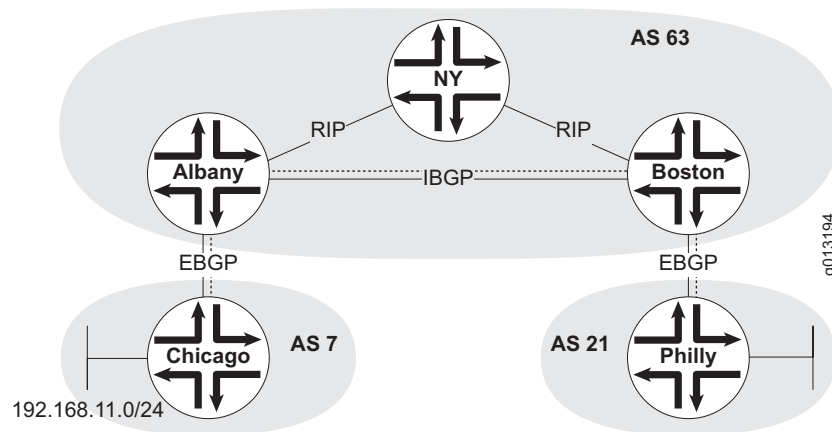 AS 63
NY
RIP
RIP
Albany
IBGP
Boston
EBGP
EBGP
g013194
Chicago
AS 7
AS 21
Philly
192.168.11.0/24